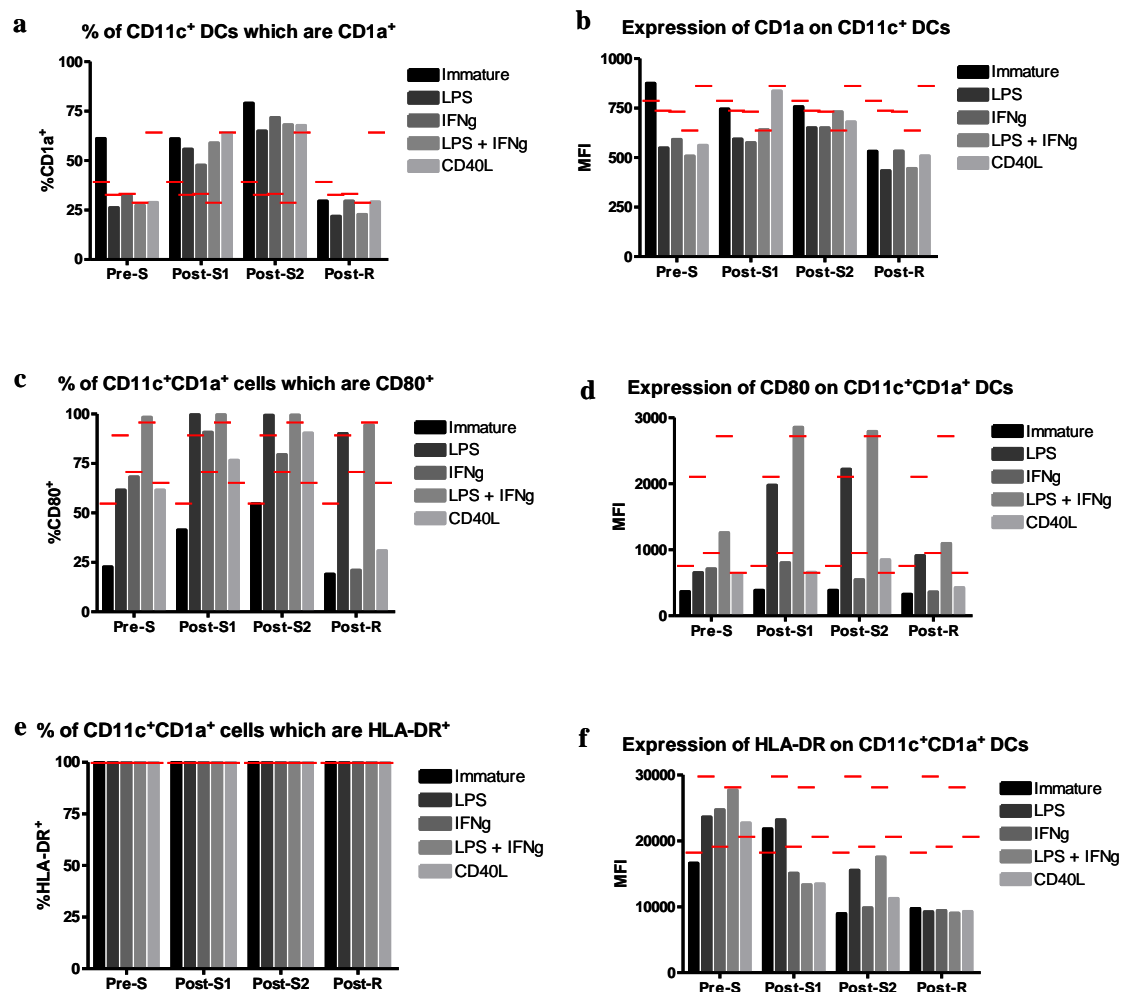 a
% of CD11c⁺ DCs which are CD1a⁺
100
75
50
25
0
%CD1a⁺
Pre-S Post-S1 Post-S2 Post-R
Immature
LPS
IFNg
LPS + IFNg
CD40L
b
Expression of CD1a on CD11c⁺ DCs
1000
750
500
250
0
MFI
Pre-S Post-S1 Post-S2 Post-R
Immature
LPS
IFNg
LPS + IFNg
CD40L
c
% of CD11c⁺CD1a⁺ cells which are CD80⁺
100
75
50
25
0
%CD80⁺
Pre-S Post-S1 Post-S2 Post-R
Immature
LPS
IFNg
LPS + IFNg
CD40L
d
Expression of CD80 on CD11c⁺CD1a⁺ DCs
3000
2000
1000
0
MFI
Pre-S Post-S1 Post-S2 Post-R
Immature
LPS
IFNg
LPS + IFNg
CD40L
e
% of CD11c⁺CD1a⁺ cells which are HLA-DR⁺
100
75
50
25
0
%HLA-DR⁺
Pre-S Post-S1 Post-S2 Post-R
Immature
LPS
IFNg
LPS + IFNg
CD40L
f
Expression of HLA-DR on CD11c⁺CD1a⁺ DCs
30000
20000
10000
0
MFI
Pre-S Post-S1 Post-S2 Post-R
Immature
LPS
IFNg
LPS + IFNg
CD40L